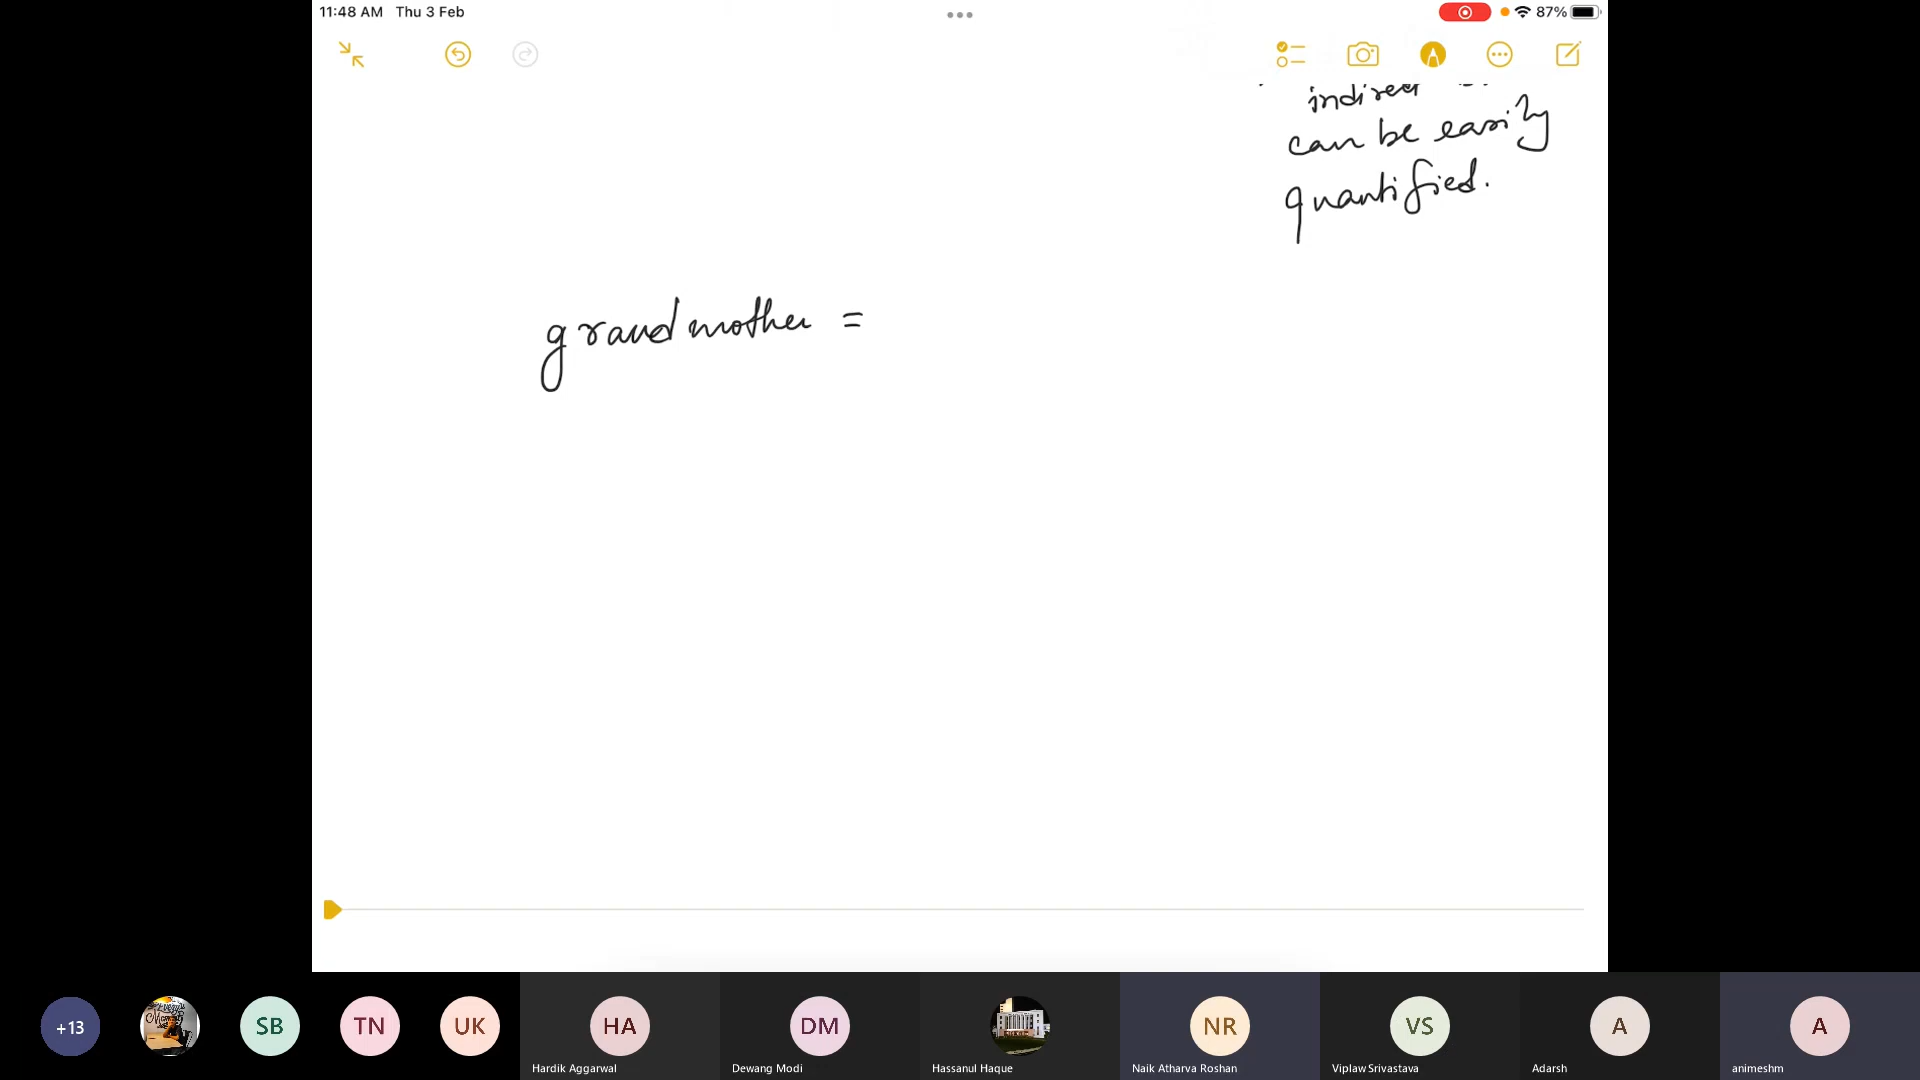 11:48 AM Thu 3 Feb
87%
indirect
can be easily
quantified.
grandmother =
+13
SB
TN
UK
HA
DM
NR
VS
A
A
Hardik Aggarwal
Dewang Modi
Hassanul Haque
Naik Atharva Roshan
Viplaw Srivastava
Adarsh
animeshm